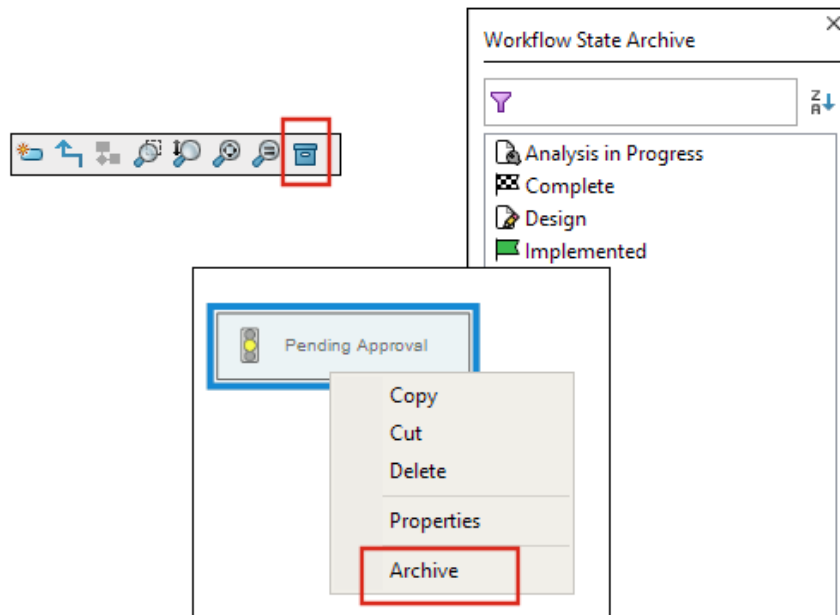 Workflow State Archive
Z
A
Analysis in Progress
Complete
Design
Implemented
Pending Approval
Copy
Cut
Delete
Properties
Archive